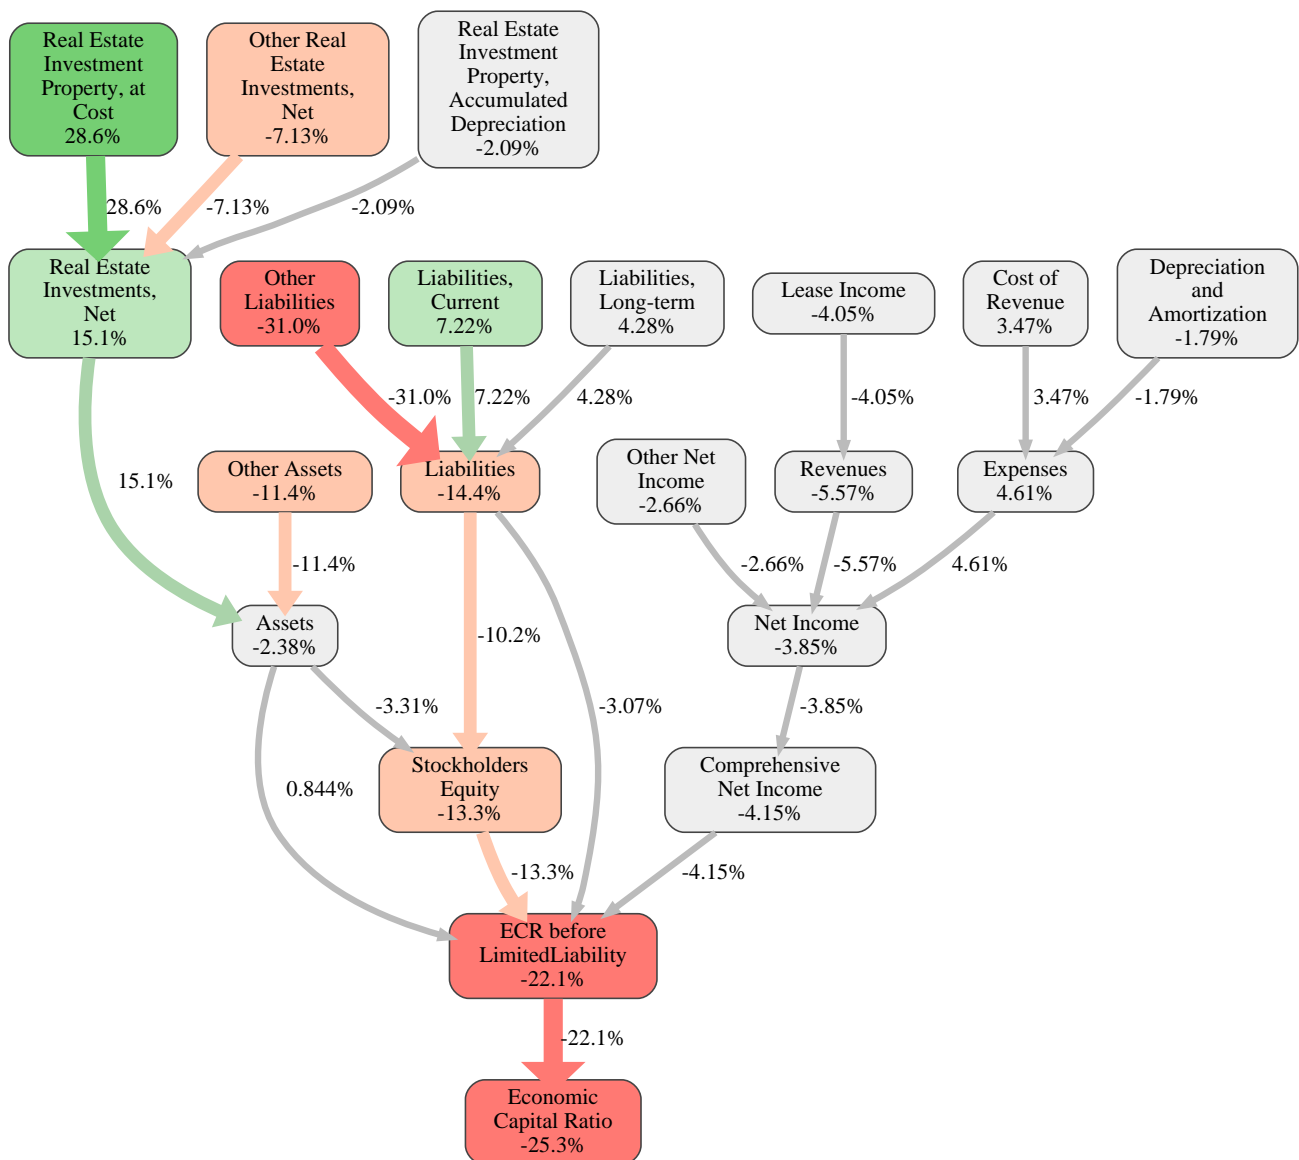 Real Estate
Investment
Property, at
Cost
28.6%
Other Real
Estate
Investments,
Net
-7.13%
Real Estate
Investment
Property,
Accumulated
Depreciation
-2.09%
28.6%
-7.13%
-2.09%
Real Estate
Investments,
Net
15.1%
Other
Liabilities
-31.0%
Liabilities,
Current
7.22%
Liabilities,
Long-term
4.28%
Lease Income
-4.05%
Cost of
Revenue
3.47%
Depreciation
and
Amortization
-1.79%
-31.0%
7.22%
4.28%
-4.05%
3.47%
-1.79%
15.1%
Other Assets
-11.4%
Liabilities
-14.4%
Other Net
Income
-2.66%
Revenues
-5.57%
Expenses
4.61%
-11.4%
-2.66%
-5.57%
4.61%
Assets
-2.38%
-10.2%
Net Income
-3.85%
-3.31%
-3.07%
-3.85%
0.844%
Stockholders
Equity
-13.3%
Comprehensive
Net Income
-4.15%
-13.3%
-4.15%
ECR before
LimitedLiability
-22.1%
-22.1%
Economic
Capital Ratio
-25.3%